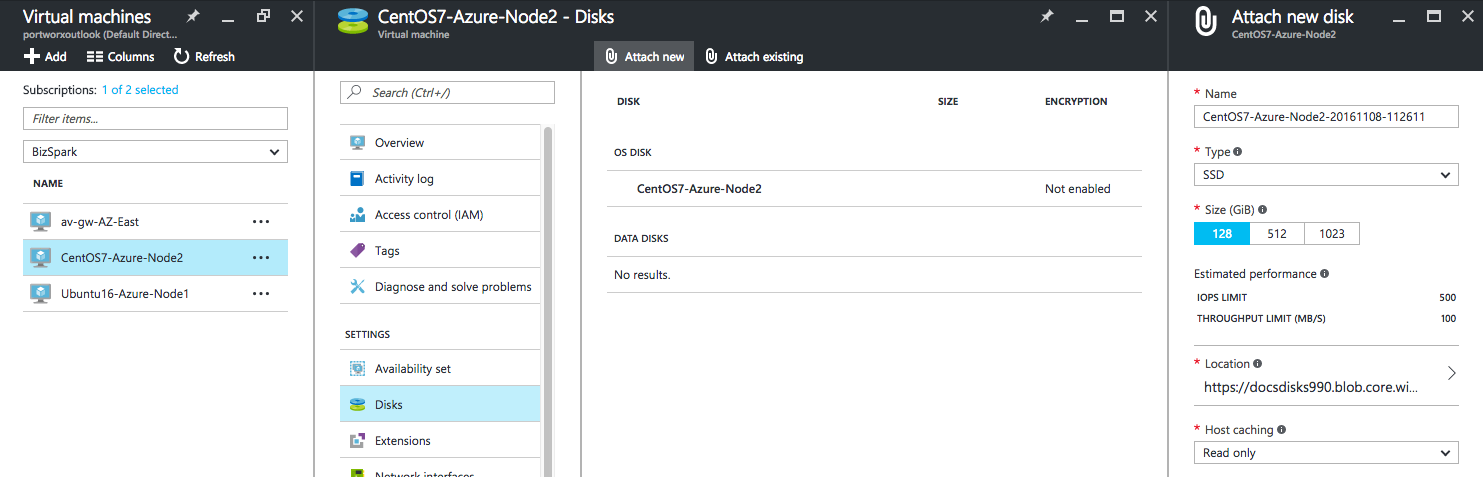 Virtual machines
portworxoutlook (Default Direct...
Add Columns Refresh
Subscriptions: 1 of 2 selected
Filter items...
BizSpark
NAME
av-gw-AZ-East
CentOS7-Azure-Node2
Ubuntu16-Azure-Node1
CentOS7-Azure-Node2 - Disks
Virtual machine
Search (Ctrl+/)
Overview
Activity log
Access control (IAM)
Tags
Diagnose and solve problems
SETTINGS
Availability set
Disks
Extensions
Network interfaces
Attach new Attach existing
DISK SIZE ENCRYPTION
OS DISK
CentOS7-Azure-Node2 Not enabled
DATA DISKS
No results.
Attach new disk
CentOS7-Azure-Node2
* Name
CentOS7-Azure-Node2-20161108-112611
* Type
SSD
* Size (GiB)
128 512 1023
Estimated performance
IOPS LIMIT 500
THROUGHPUT LIMIT (MB/S) 100
* Location
https://docsdisks990.blob.core.wi...
* Host caching
Read only